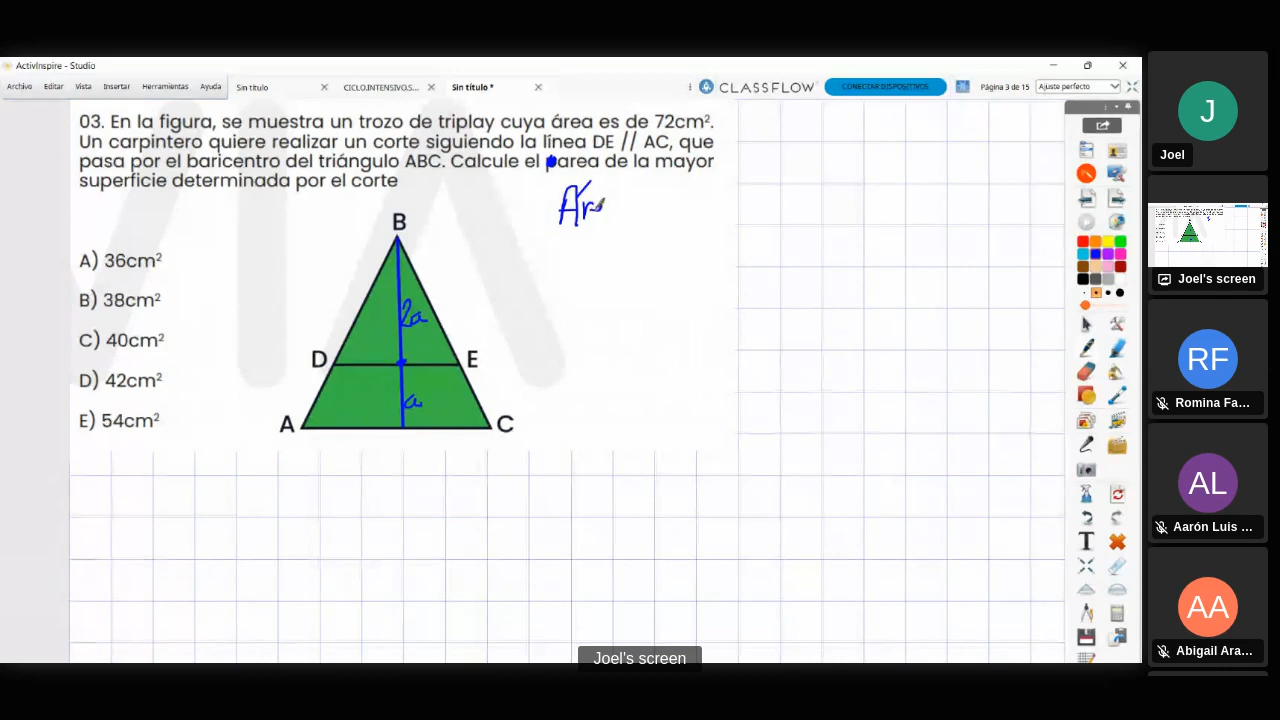 ActivInspire - Studio
Archivo Editar Vista Insertar Herramientas Ayuda
Sin título
CICLO.INTENSIVO.S...
Sin título *
CLASSFLOW
CONECTAR DISPOSITIVOS
Página 3 de 15
Ajuste perfecto
03. En la figura, se muestra un trozo de triplay cuya área es de 72cm².
Un carpintero quiere realizar un corte siguiendo la línea DE // AC, que
pasa por el baricentro del triángulo ABC. Calcule el parea de la mayor
superficie determinada por el corte
Ár
A) 36cm²
B) 38cm²
C) 40cm²
D) 42cm²
E) 54cm²
B
2a
D
E
a
A
C
J
Joel
Joel's screen
RF
Romina Fa...
AL
Aarón Luis ...
AA
Abigail Ara...
Joel's screen